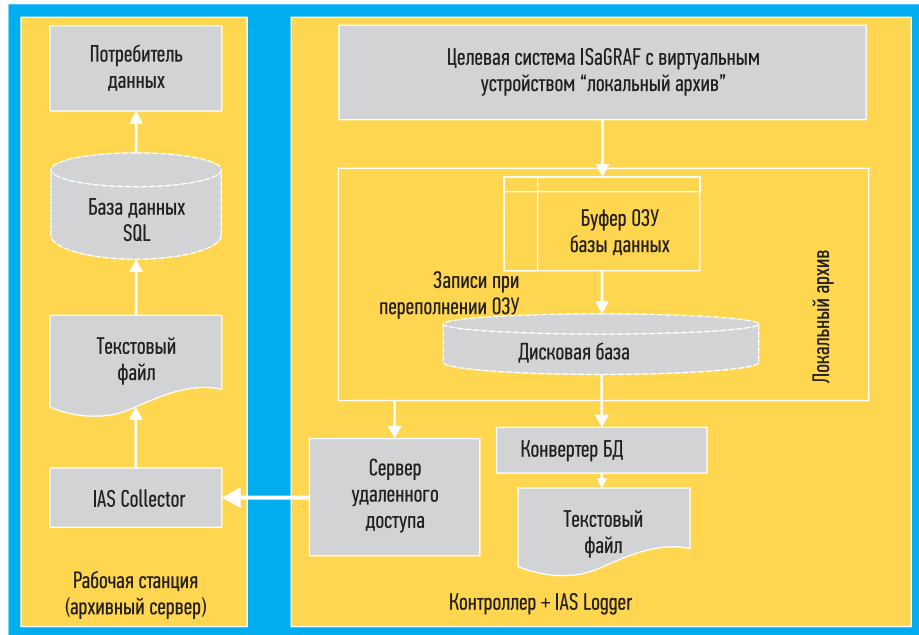 Потребитель
данных
База данных
SQL
Текстовый
файл
IAS Collector
Рабочая станция
(архивный сервер)
Целевая система ISaGRAF с виртуальным
устройством “локальный архив”
Буфер ОЗУ
базы данных
Записи при
переполнении ОЗУ
Дисковая база
Локальный архив
Сервер
удаленного
доступа
Конвертер БД
Текстовый
файл
Контроллер + IAS Logger